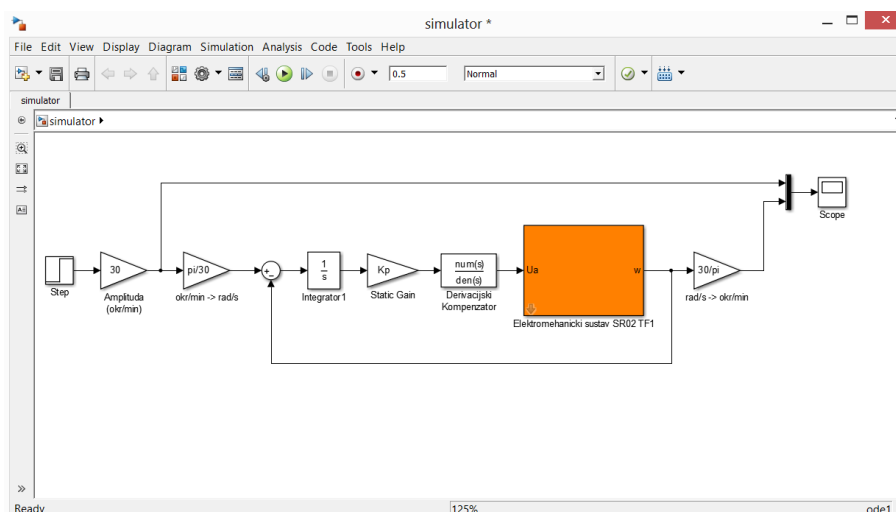 simulator *
File Edit View Display Diagram Simulation Analysis Code Tools Help
0.5 Normal
simulator
simulator
Scope
30
pi/30
+
−
1
s
Kp
num(s)
den(s)
Ua
w
30/pi
Step
Amplituda
(okr/min)
okr/min -> rad/s
Integrator1
Static Gain
Derivacijski
Kompenzator
Elektromehanicki sustav SR02 TF1
rad/s -> okr/min
Ready 125% ode1